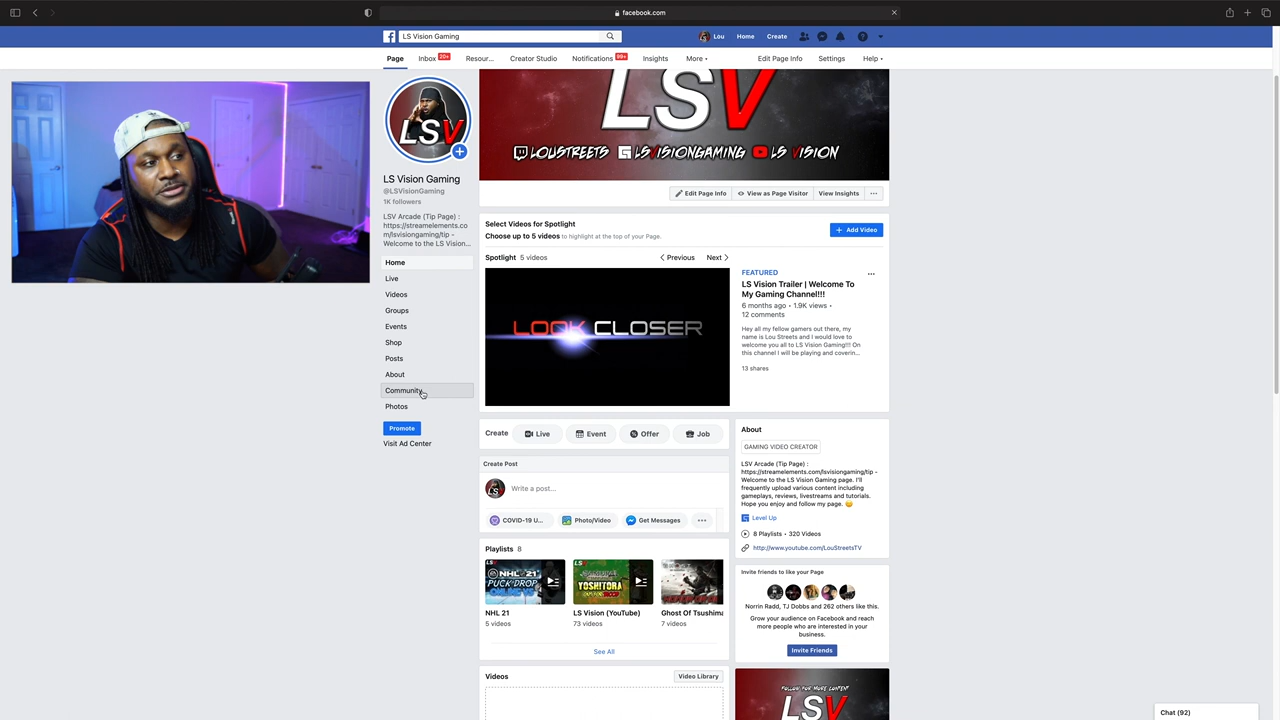 facebook.com
LS Vision Gaming
Lou
Home
Create
Page
Inbox
20+
Resour...
Creator Studio
Notifications
99+
Insights
More
Edit Page Info
Settings
Help
LSV
LOUSTREETS
LSVISIONGAMING
LS VISION
LSV
LS Vision Gaming
@LSVisionGaming
1K followers
LSV Arcade (Tip Page) :
https://streamelements.co
m/lsvisiongaming/tip -
Welcome to the LS Vision...
Home
Live
Videos
Groups
Events
Shop
Posts
About
Community
Photos
Promote
Visit Ad Center
Edit Page Info
View as Page Visitor
View Insights
Select Videos for Spotlight
Choose up to 5 videos to highlight at the top of your Page.
Add Video
Spotlight 5 videos
Previous
Next
LOOK CLOSER
FEATURED
LS Vision Trailer | Welcome To
My Gaming Channel!!!
6 months ago • 1.9K views •
12 comments
Hey all my fellow gamers out there, my
name is Lou Streets and I would love to
welcome you all to LS Vision Gaming!!! On
this channel I will be playing and coverin...
13 shares
Create
Live
Event
Offer
Job
Create Post
Write a post...
COVID-19 U...
Photo/Video
Get Messages
Playlists 8
NHL 21
PUCK DROP
YOSHITORA
NHL 21
5 videos
LS Vision (YouTube)
73 videos
Ghost Of Tsushima
7 videos
See All
Videos
Video Library
About
GAMING VIDEO CREATOR
LSV Arcade (Tip Page) :
https://streamelements.com/lsvisiongaming/tip -
Welcome to the LS Vision Gaming page. I'll
frequently upload various content including
gameplays, reviews, livestreams and tutorials.
Hope you enjoy and follow my page. 😄
Level Up
8 Playlists • 320 Videos
http://www.youtube.com/LouStreetsTV
Invite friends to like your Page
Norrin Radd, TJ Dobbs and 262 others like this.
Grow your audience on Facebook and reach
more people who are interested in your
business.
Invite Friends
FOLLOW FOR MORE CONTENT
LSV
Chat (92)